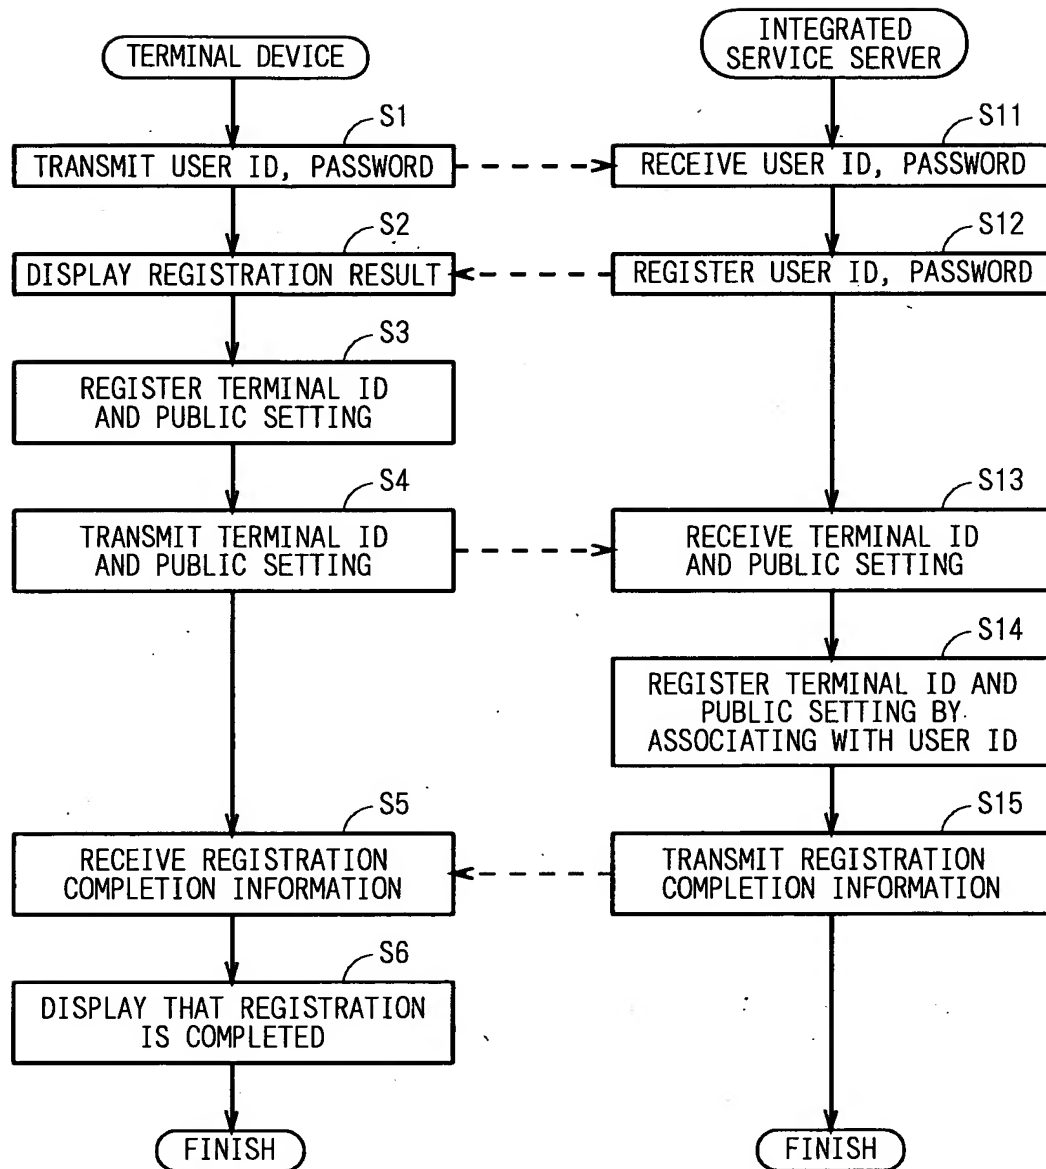 TERMINAL DEVICE
INTEGRATED
SERVICE SERVER
S1
TRANSMIT USER ID, PASSWORD
S11
RECEIVE USER ID, PASSWORD
S2
DISPLAY REGISTRATION RESULT
S12
REGISTER USER ID, PASSWORD
S3
REGISTER TERMINAL ID
AND PUBLIC SETTING
S4
TRANSMIT TERMINAL ID
AND PUBLIC SETTING
S13
RECEIVE TERMINAL ID
AND PUBLIC SETTING
S14
REGISTER TERMINAL ID AND
PUBLIC SETTING BY
ASSOCIATING WITH USER ID
S5
RECEIVE REGISTRATION
COMPLETION INFORMATION
S15
TRANSMIT REGISTRATION
COMPLETION INFORMATION
S6
DISPLAY THAT REGISTRATION
IS COMPLETED
FINISH
FINISH